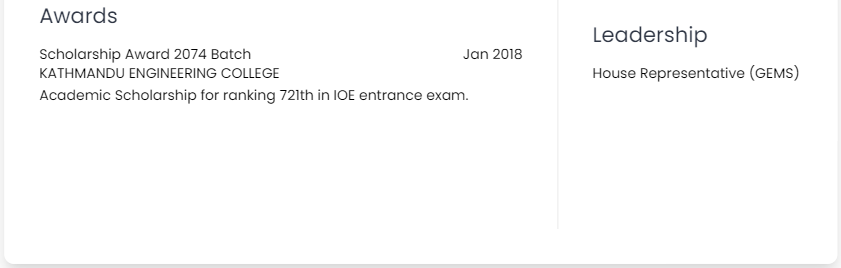 Awards
Scholarship Award 2074 Batch Jan 2018
KATHMANDU ENGINEERING COLLEGE
Academic Scholarship for ranking 721th in IOE entrance exam.
Leadership
House Representative (GEMS)